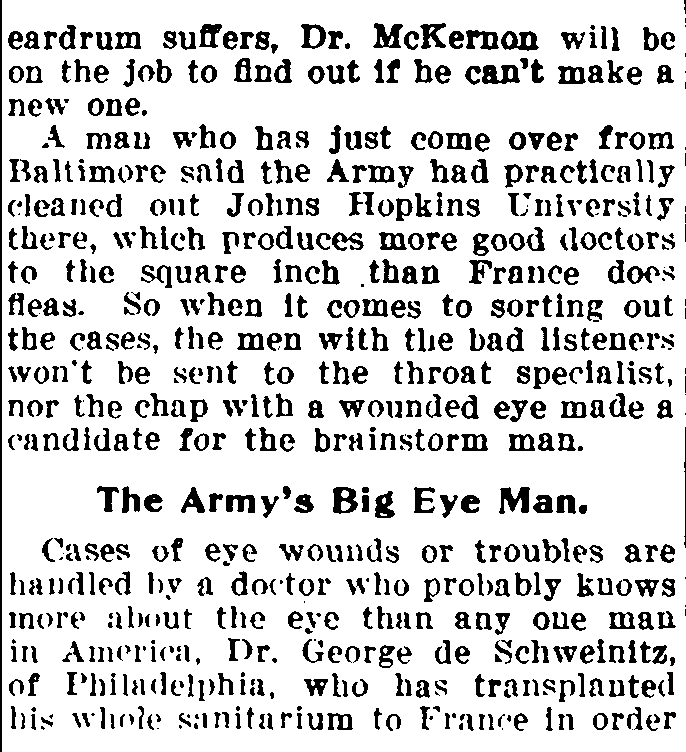 eardrum suffers, Dr. McKernon will be
on the job to find out if he can't make a
new one.
A man who has just come over from
Baltimore said the Army had practically
cleaned out Johns Hopkins University
there, which produces more good doctors
to the square inch than France does
fleas. So when it comes to sorting out
the cases, the men with the bad listeners
won't be sent to the throat specialist,
nor the chap with a wounded eye made a
candidate for the brainstorm man.
The Army's Big Eye Man.
Cases of eye wounds or troubles are
handled by a doctor who probably knows
more about the eye than any one man
in America, Dr. George de Schweinitz,
of Philadelphia, who has transplanted
his whole sanitarium to France in order